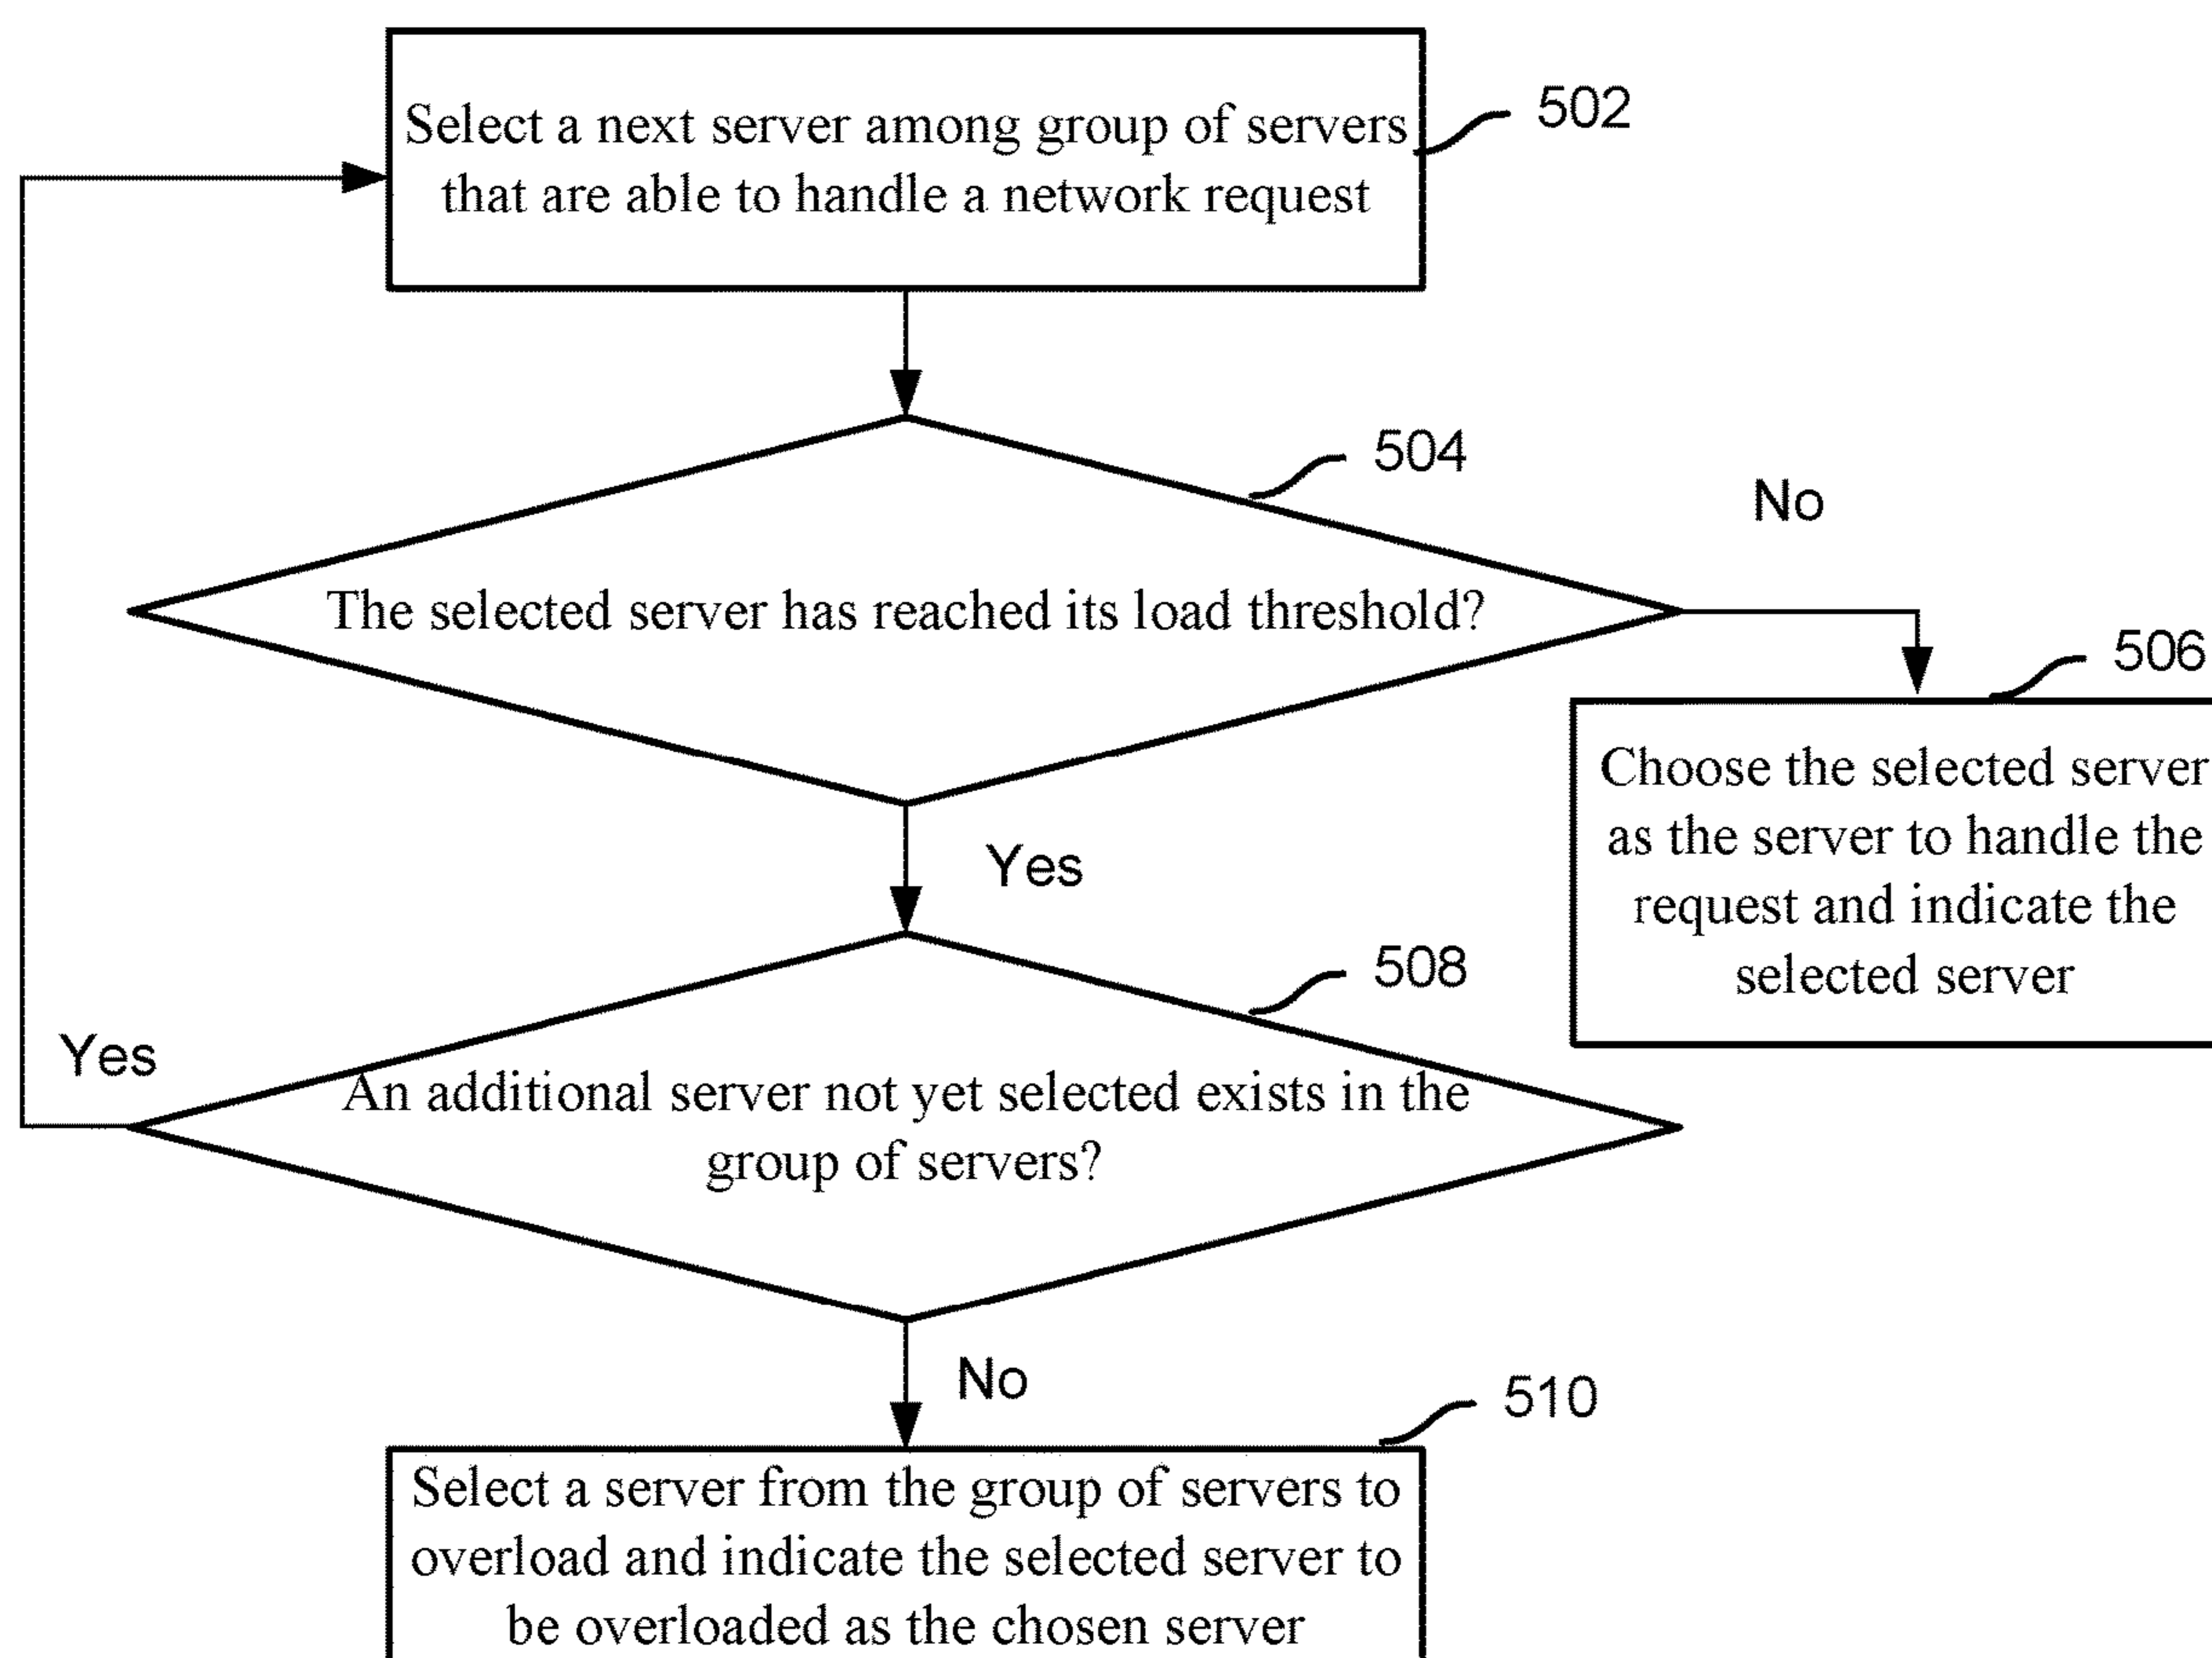 Select a next server among group of servers
that are able to handle a network request
502
504
No
The selected server has reached its load threshold?
506
Choose the selected server
as the server to handle the
request and indicate the
selected server
Yes
508
Yes
An additional server not yet selected exists in the
group of servers?
No
510
Select a server from the group of servers to
overload and indicate the selected server to
be overloaded as the chosen server